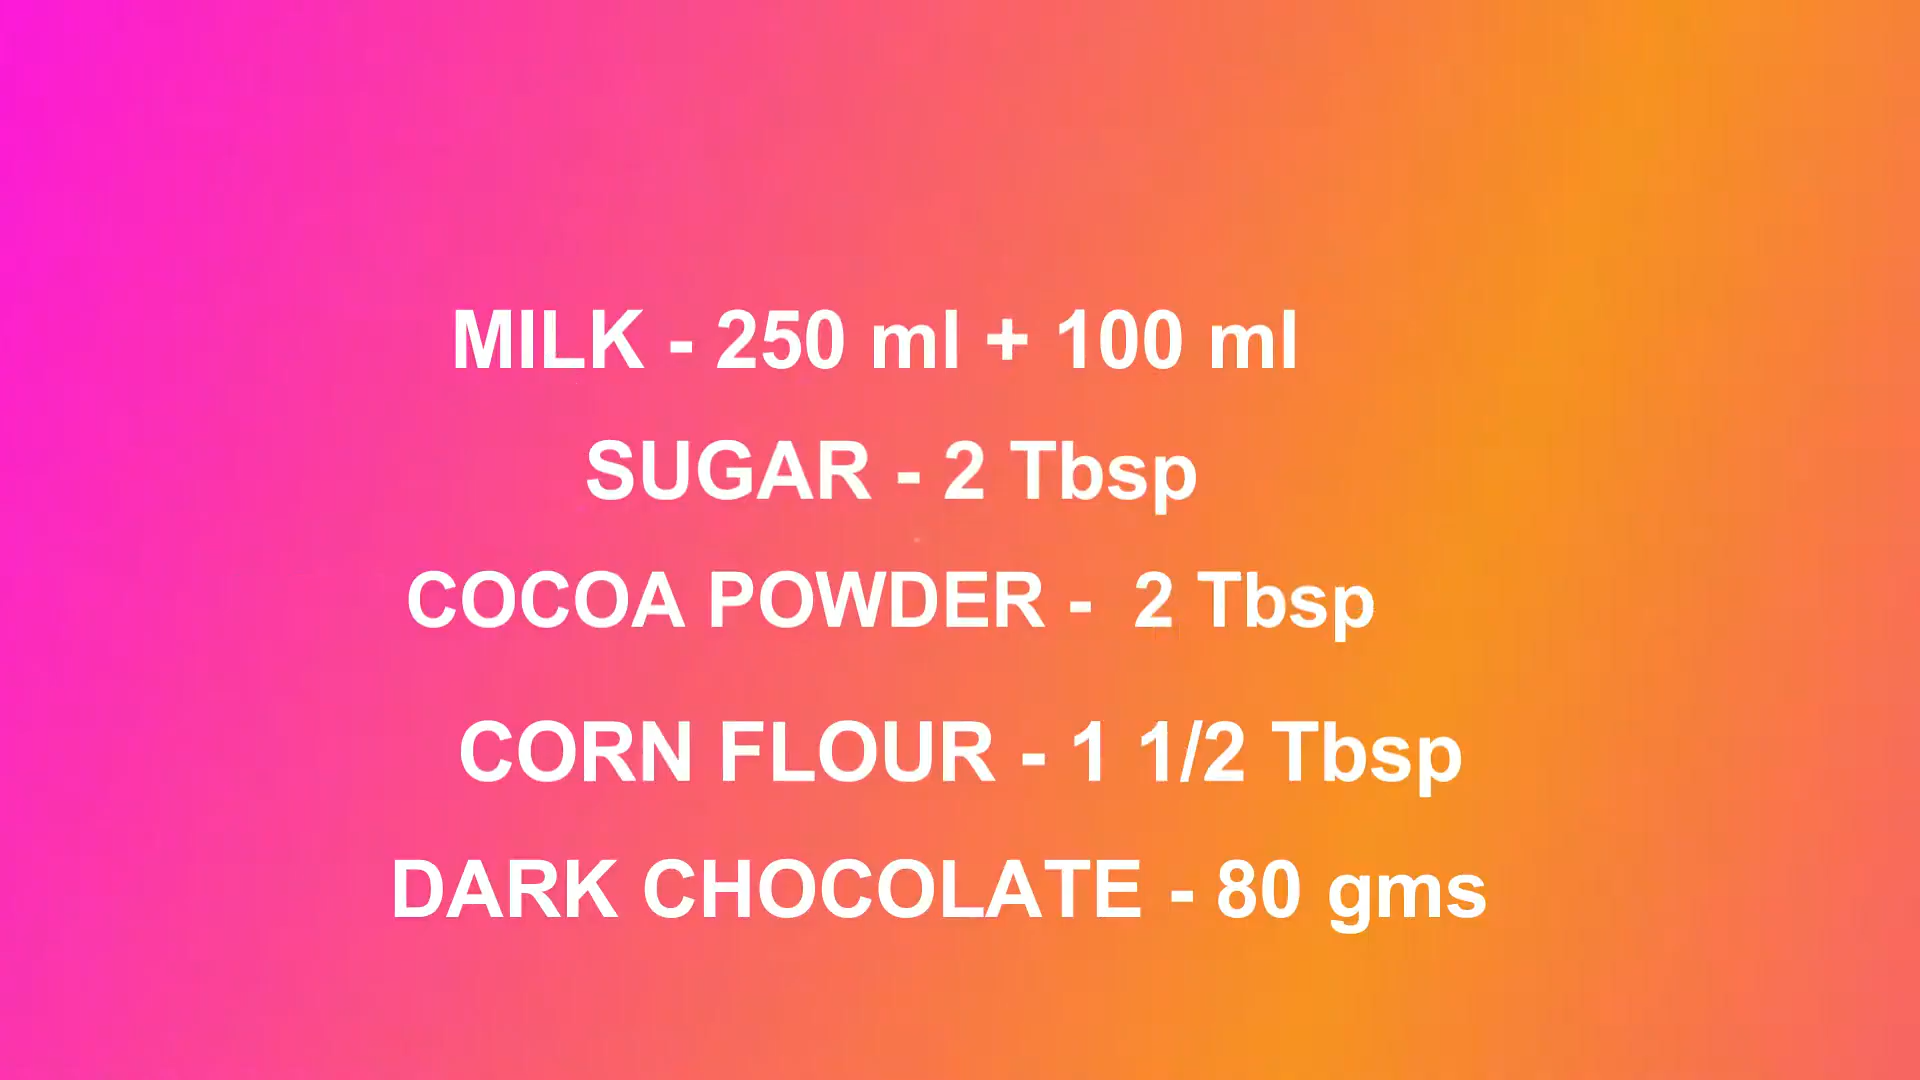 MILK - 250 ml + 100 ml
SUGAR - 2 Tbsp
COCOA POWDER - 2 Tbsp
CORN FLOUR - 1 1/2 Tbsp
DARK CHOCOLATE - 80 gms